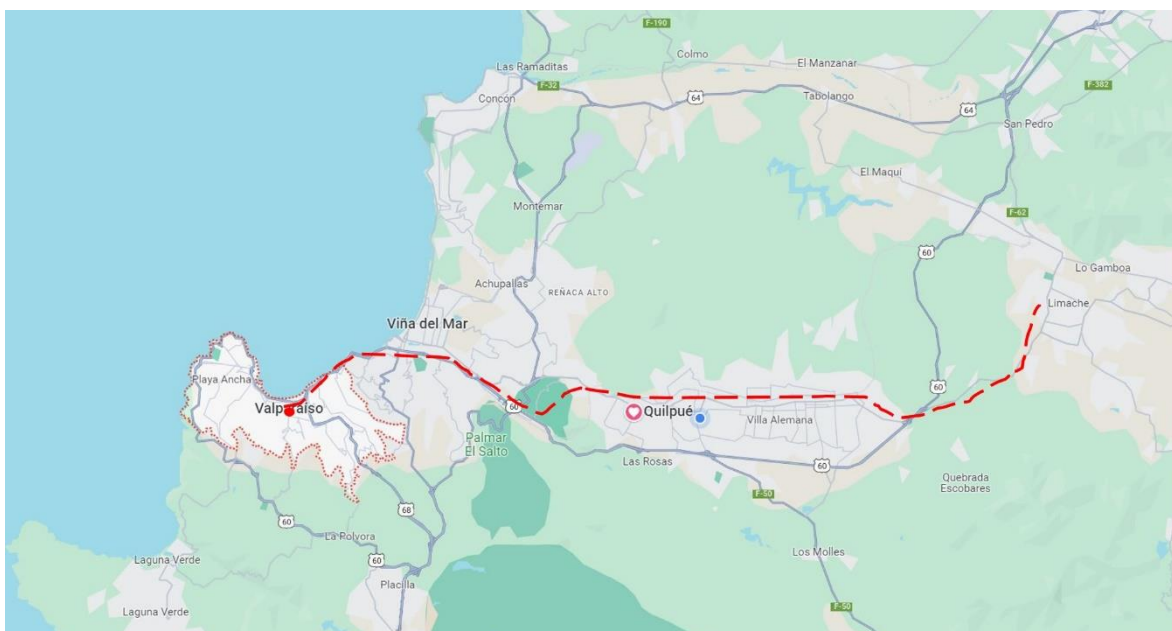 F-190
Colmo
El Manzanar
Las Ramaditas
F-32
F-382
Concón
64
Tabolango
64
San Pedro
El Maqui
Montemar
F-62
60
Lo Gamboa
Achupallas
REÑACA ALTO
Limache
Viña del Mar
Playa Ancha
60
Valparaíso
60
Quilpué
Villa Alemana
Palmar
El Salto
Las Rosas
60
Quebrada
Escobares
F-50
68
60
La Polvora
Los Molles
60
Laguna Verde
Placilla
Laguna Verde
F-50